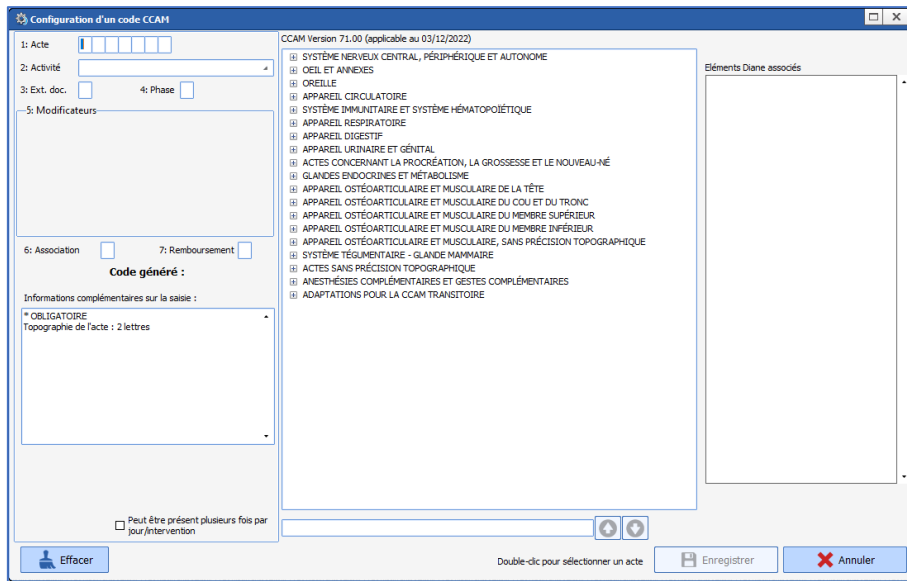 Configuration d'un code CCAM
1: Acte
2: Activité
3: Ext. doc.
4: Phase
5: Modificateurs
6: Association
7: Remboursement
Code généré :
Informations complémentaires sur la saisie :
* OBLIGATOIRE
Topographie de l'acte : 2 lettres
Peut être présent plusieurs fois par
jour/intervention
Effacer
CCAM Version 71.00 (applicable au 03/12/2022)
SYSTÈME NERVEUX CENTRAL, PÉRIPHÉRIQUE ET AUTONOME
OEIL ET ANNEXES
OREILLE
APPAREIL CIRCULATOIRE
SYSTÈME IMMUNITAIRE ET SYSTÈME HÉMATOPOÏÉTIQUE
APPAREIL RESPIRATOIRE
APPAREIL DIGESTIF
APPAREIL URINAIRE ET GÉNITAL
ACTES CONCERNANT LA PROCRÉATION, LA GROSSESSE ET LE NOUVEAU-NÉ
GLANDES ENDOCRINES ET MÉTABOLISME
APPAREIL OSTÉOARTICULAIRE ET MUSCULAIRE DE LA TÊTE
APPAREIL OSTÉOARTICULAIRE ET MUSCULAIRE DU COU ET DU TRONC
APPAREIL OSTÉOARTICULAIRE ET MUSCULAIRE DU MEMBRE SUPÉRIEUR
APPAREIL OSTÉOARTICULAIRE ET MUSCULAIRE DU MEMBRE INFÉRIEUR
APPAREIL OSTÉOARTICULAIRE ET MUSCULAIRE, SANS PRÉCISION TOPOGRAPHIQUE
SYSTÈME TÉGUMENTAIRE - GLANDE MAMMAIRE
ACTES SANS PRÉCISION TOPOGRAPHIQUE
ANESTHÉSIES COMPLÉMENTAIRES ET GESTES COMPLÉMENTAIRES
ADAPTATIONS POUR LA CCAM TRANSITOIRE
Eléments Diane associés
Double-clic pour sélectionner un acte
Enregistrer
Annuler